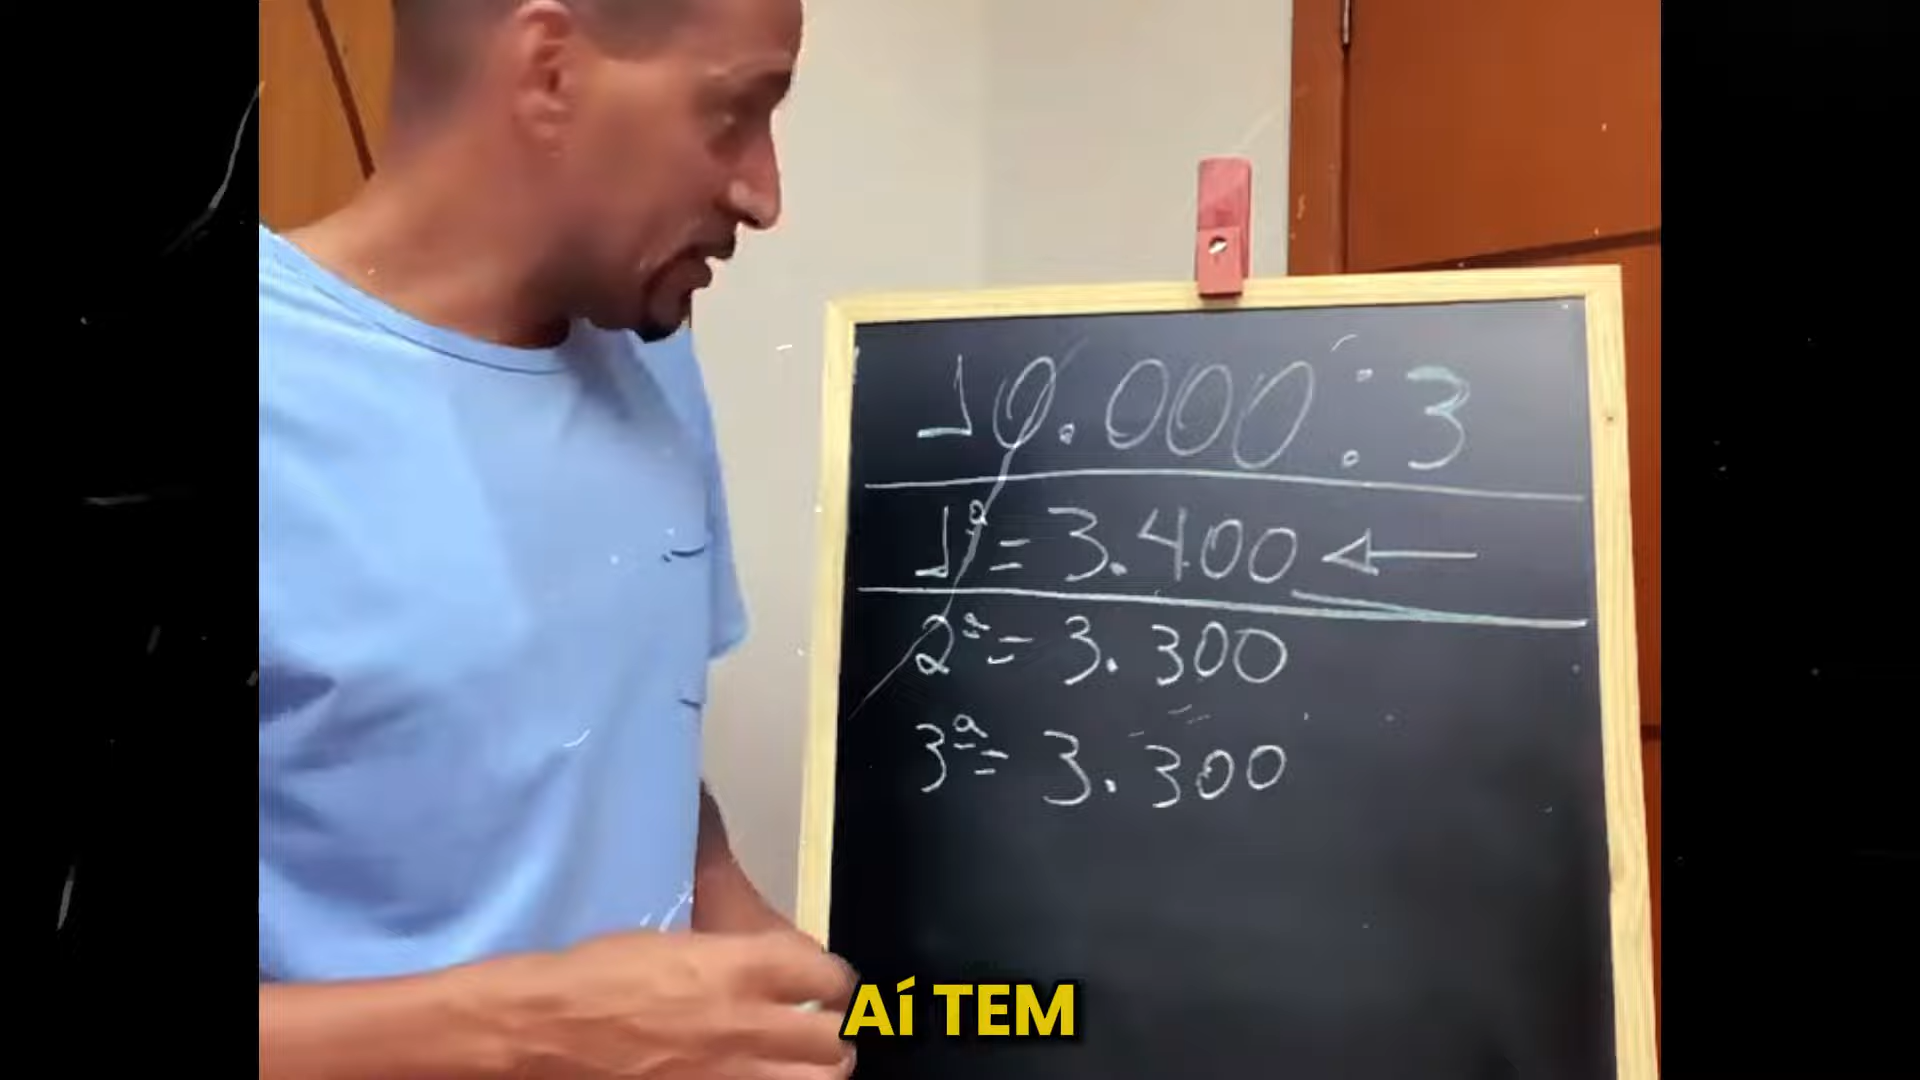 10.000:3
1ª = 3.400 ←
2ª = 3.300
3ª = 3.300
Aí TEM